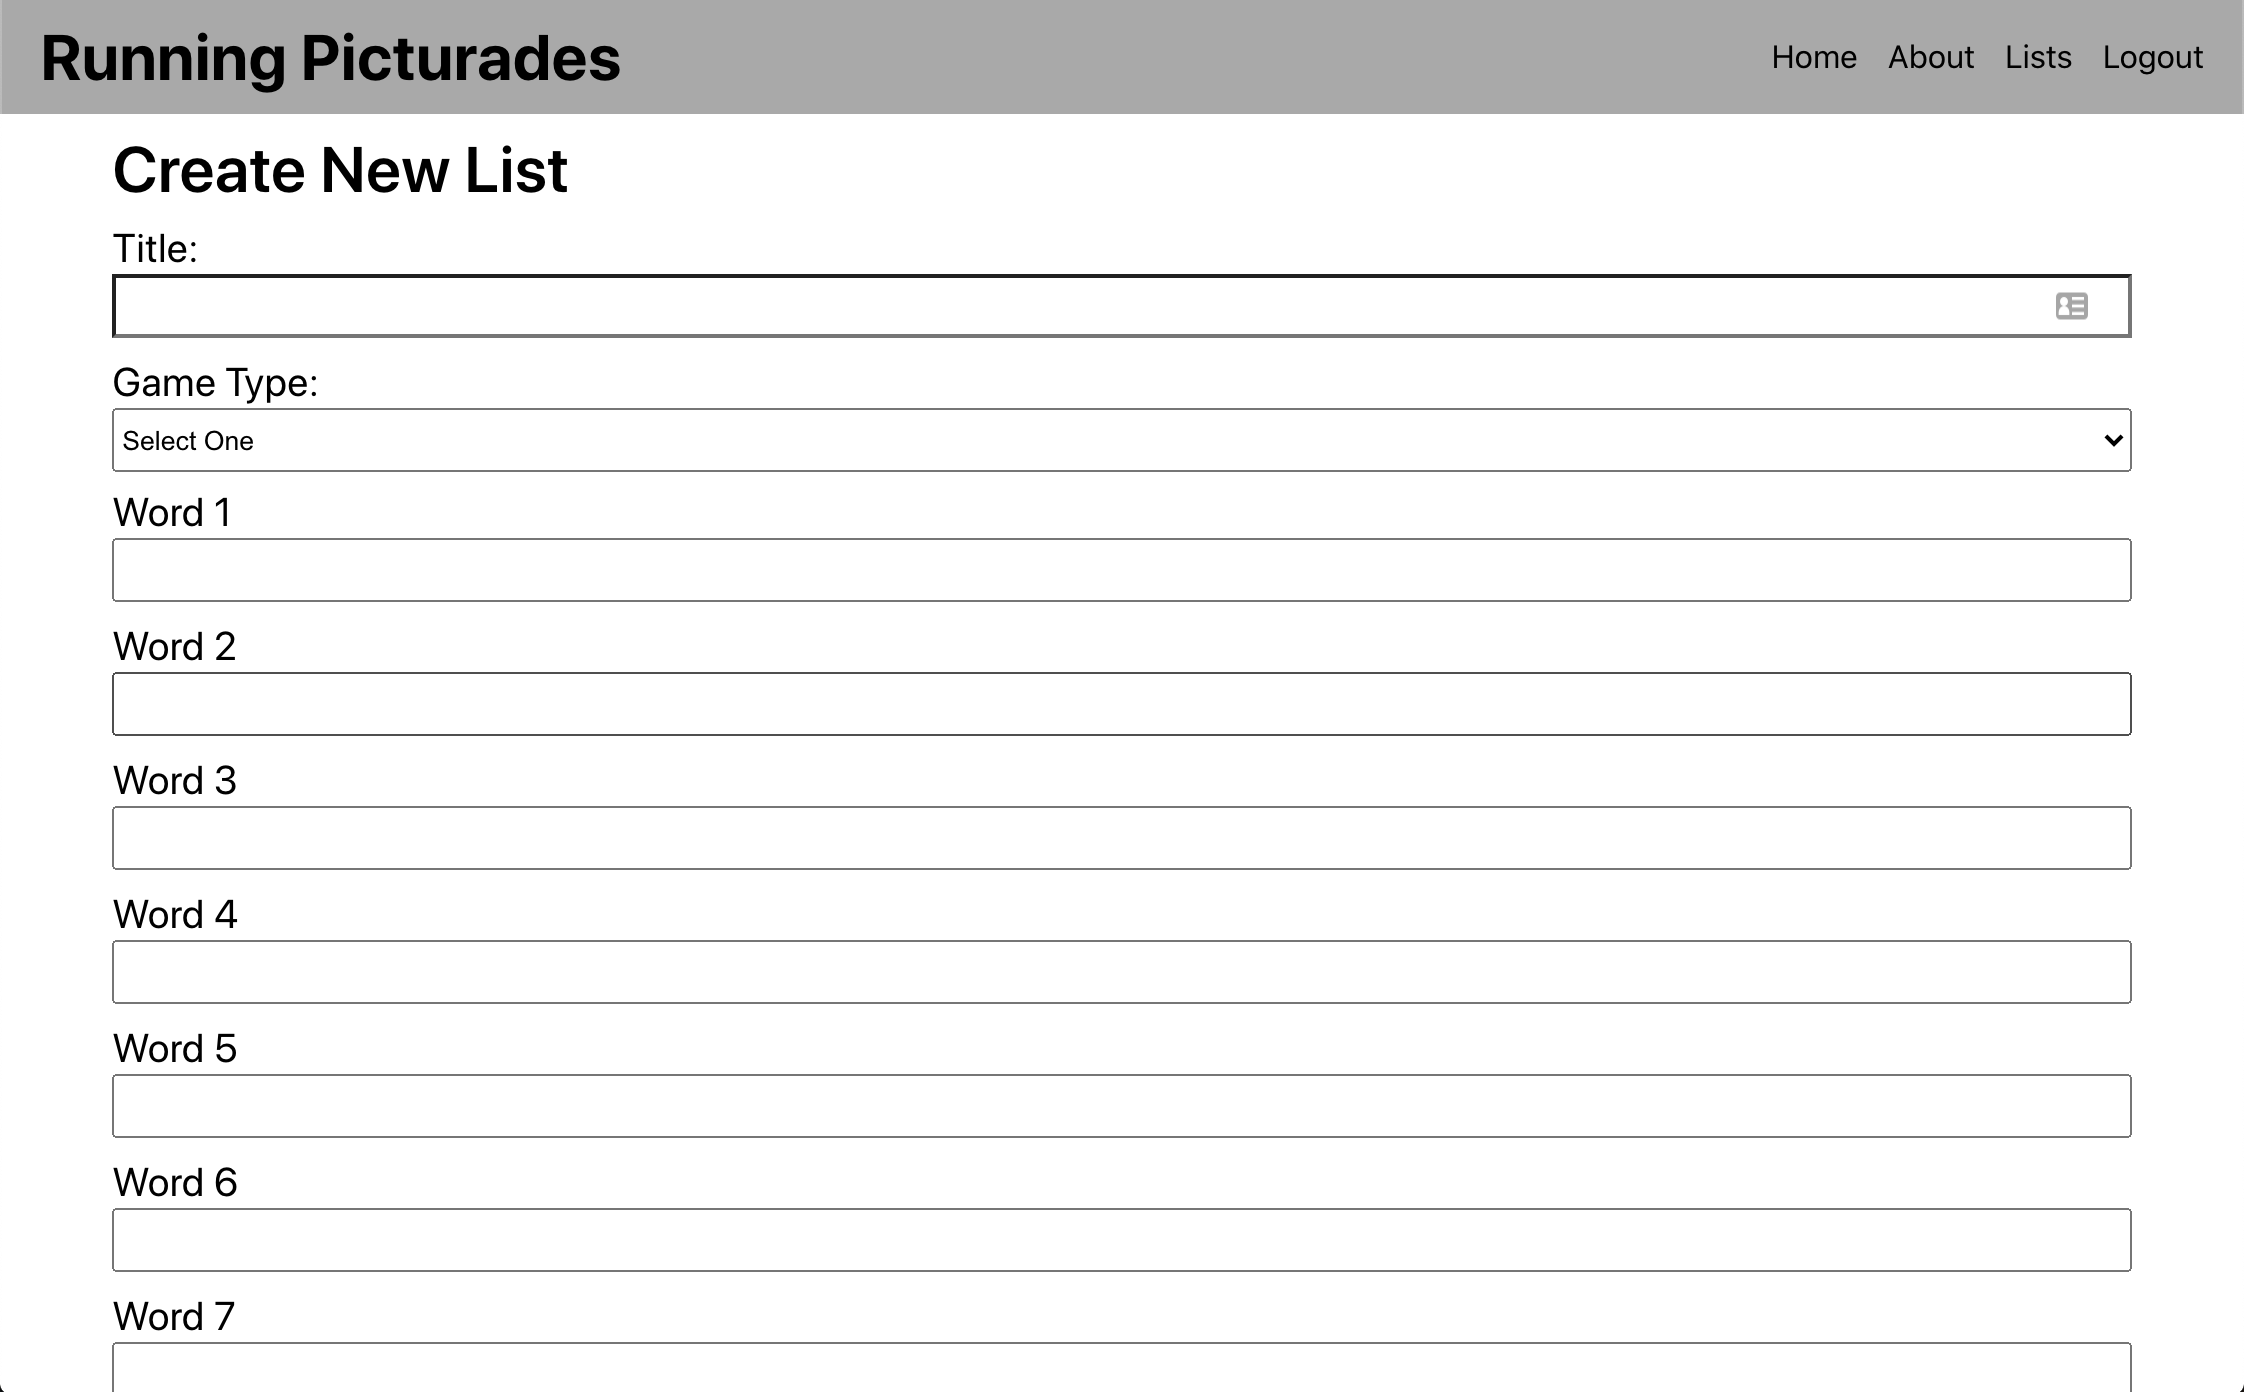 Running Picturades
Home About Lists Logout
Create New List
Title:
Game Type:
Select One
Word 1
Word 2
Word 3
Word 4
Word 5
Word 6
Word 7